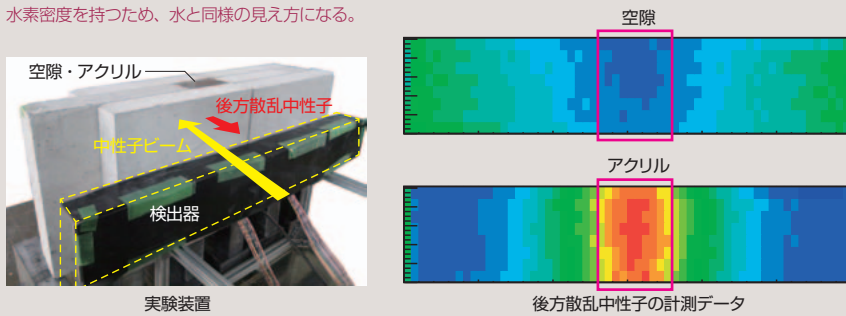 水素密度を持つため、水と同様の見え方になる。
空隙・アクリル
後方散乱中性子
中性子ビーム
検出器
実験装置
空隙
アクリル
後方散乱中性子の計測データ